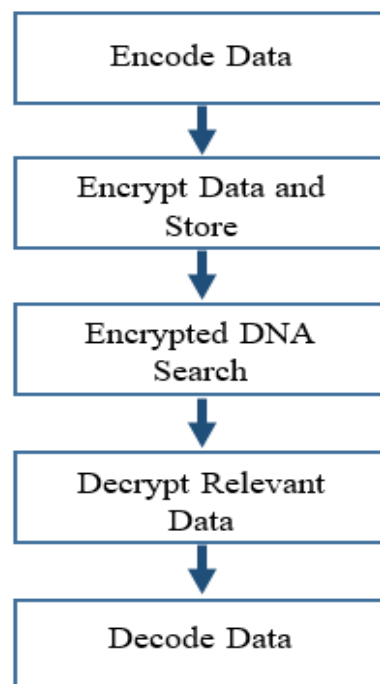 Encode Data
Encrypt Data and
Store
Encrypted DNA
Search
Decrypt Relevant
Data
Decode Data